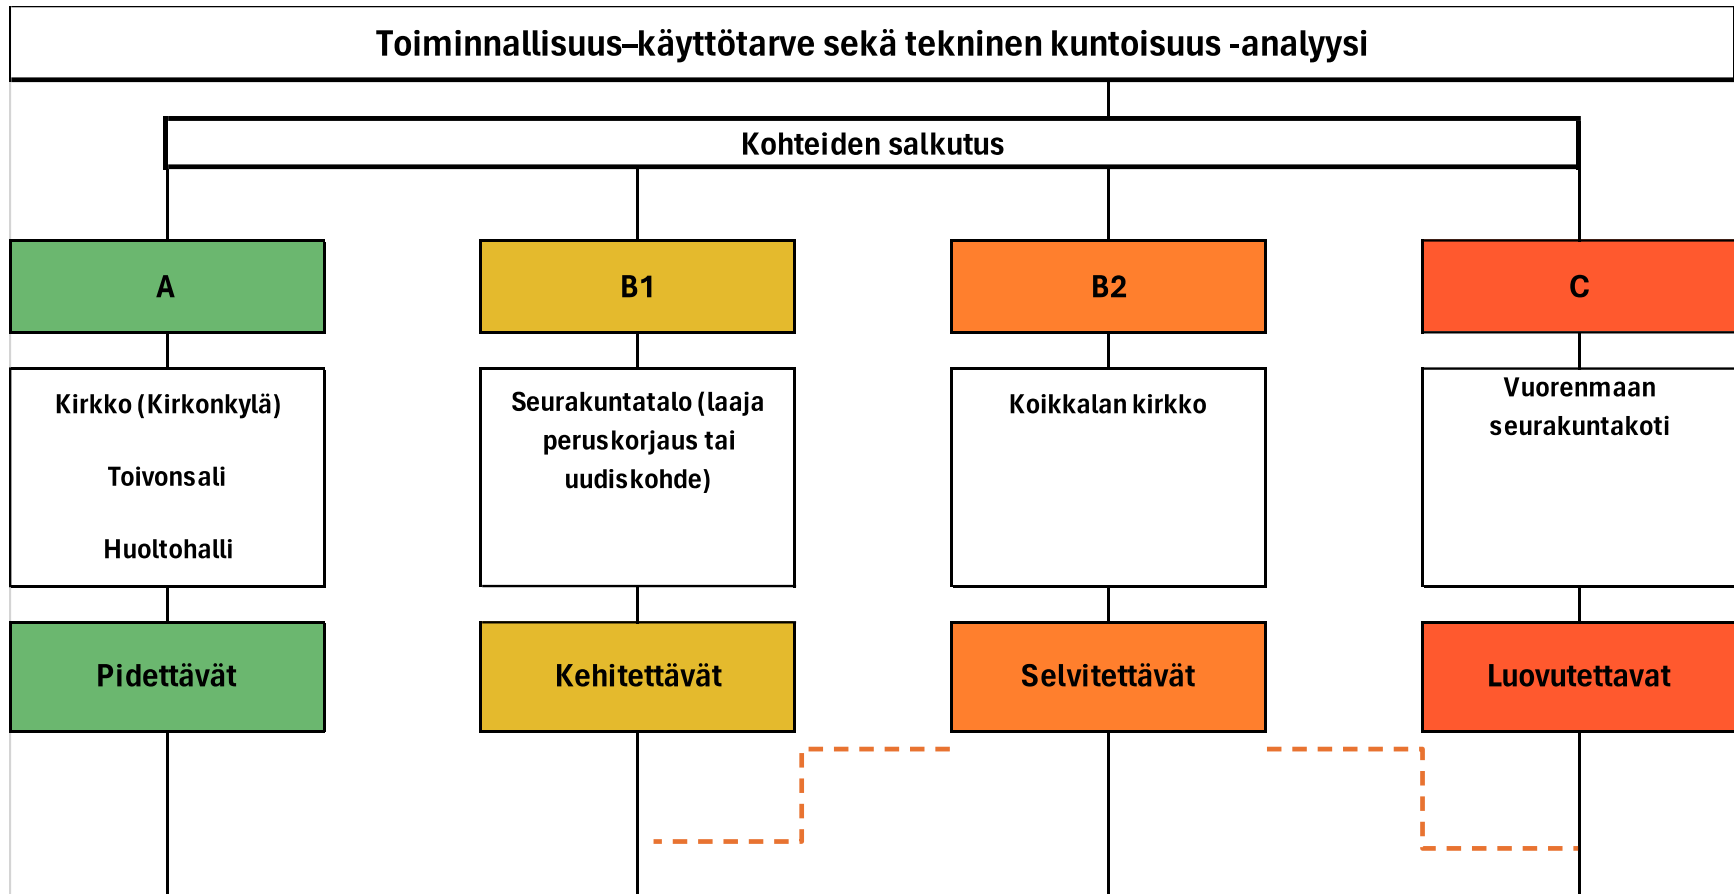 Toiminnallisuus–käyttötarve sekä tekninen kuntoisuus -analyysi
Kohteiden salkutus
A
B1
B2
C
Kirkko (Kirkonkylä)
Toivonsali
Huoltohalli
Seurakuntatalo (laaja
peruskorjaus tai
uudiskohde)
Koikkalan kirkko
Vuorenmaan
seurakuntakoti
Pidettävät
Kehitettävät
Selvitettävät
Luovutettavat